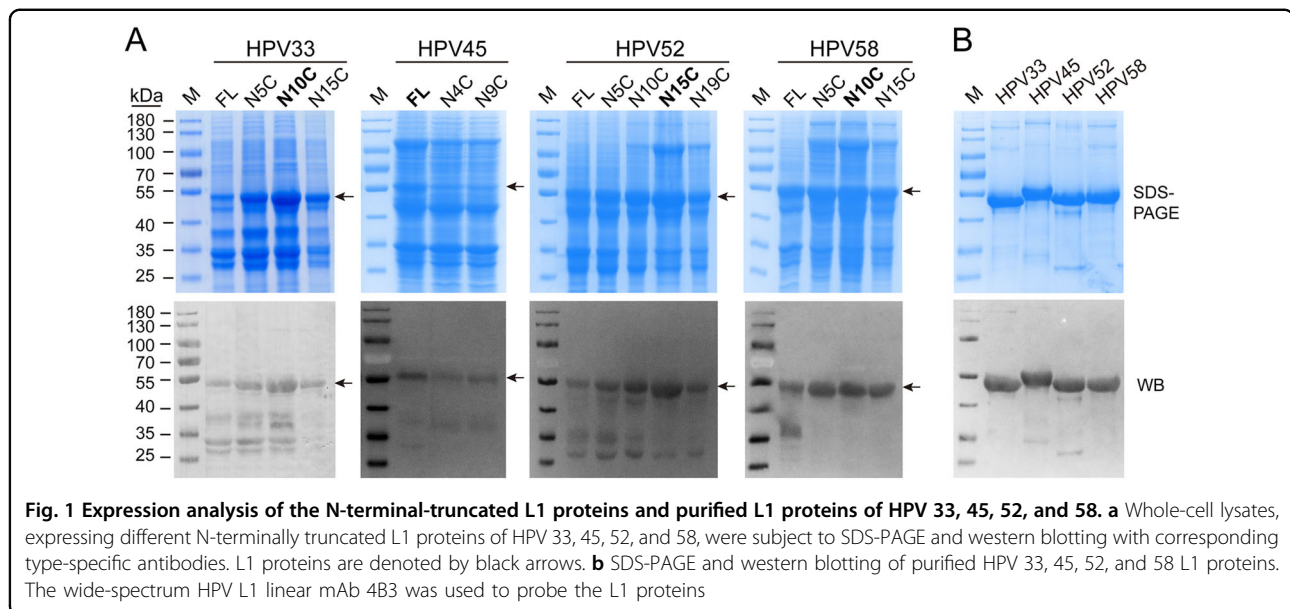 A
B
HPV33
HPV45
HPV52
HPV58
kDa
M
FL
N5C
N10C
N15C
M
FL
N4C
N9C
M
FL
N5C
N10C
N15C
N19C
M
FL
N5C
N10C
N15C
M
HPV33
HPV45
HPV52
HPV58
180
130
100
70
55
40
35
25
SDS-
PAGE
180
130
100
70
55
40
35
25
WB
Fig. 1 Expression analysis of the N-terminal-truncated L1 proteins and purified L1 proteins of HPV 33, 45, 52, and 58. a Whole-cell lysates,
expressing different N-terminally truncated L1 proteins of HPV 33, 45, 52, and 58, were subject to SDS-PAGE and western blotting with corresponding
type-specific antibodies. L1 proteins are denoted by black arrows. b SDS-PAGE and western blotting of purified HPV 33, 45, 52, and 58 L1 proteins.
The wide-spectrum HPV L1 linear mAb 4B3 was used to probe the L1 proteins